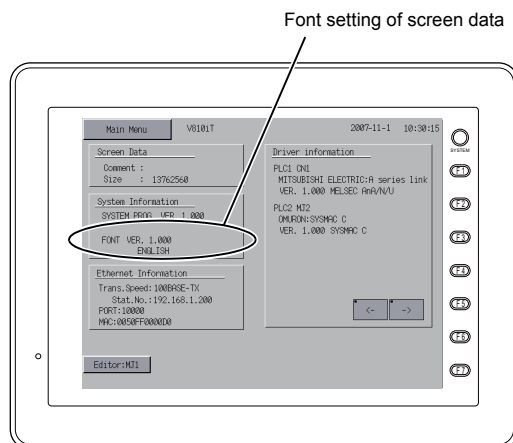 Font setting of screen data
Main Menu V810iT 2007-11-1 10:30:15
SYSTEM
Screen Data
Comment :
Size : 13762560
System Information
SYSTEM PROG. VER. 1.000
FONT VER. 1.000
ENGLISH
Ethernet Information
Trans.Speed:100BASE-TX
Stat.No.:192.168.1.200
PORT:10000
MAC:0050FF0000D0
Driver information
PLC1 CN1
MITSUBISHI ELECTRIC:A series link
VER. 1.000 MELSEC AnA/N/U
PLC2 MJ2
OMURON:SYSMAC C
VER. 1.000 SYSMAC C
<- ->
Editor:MJ1
F1
F2
F3
F4
F5
F6
F7